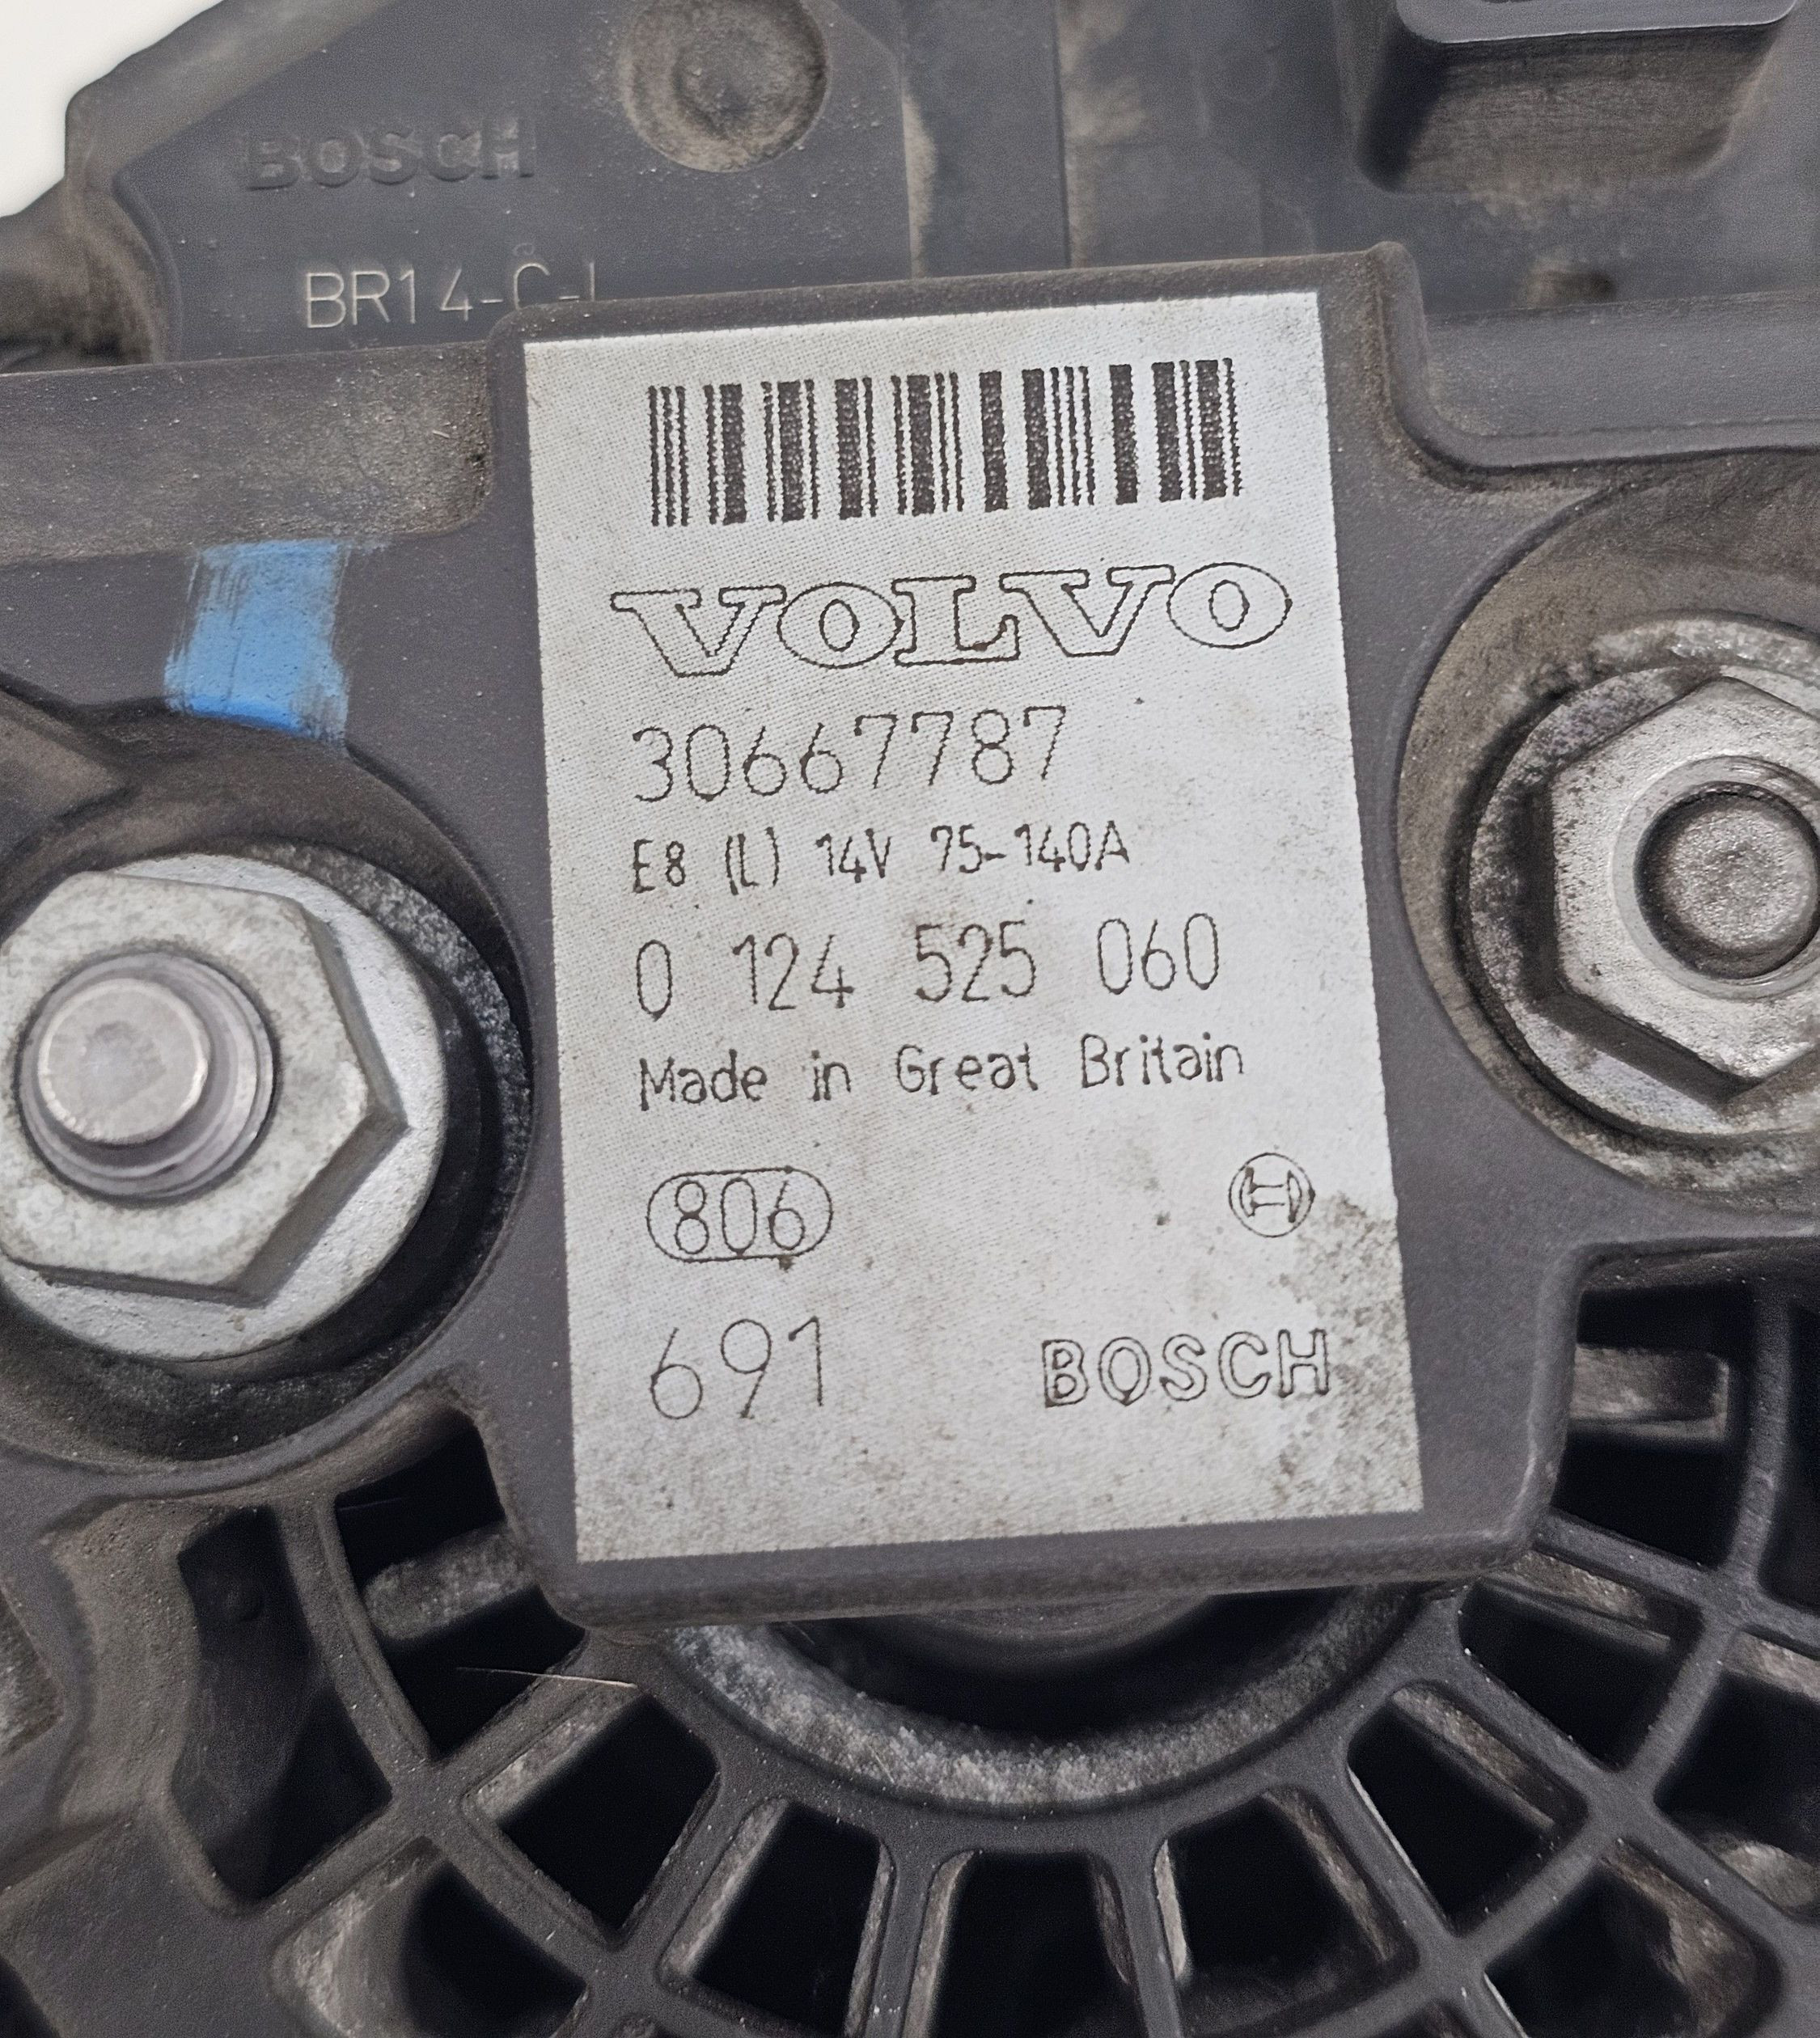 BOSCH
BR14-C-
VOLVO
30667787
E8 (L) 14V 75-140A
0 124 525 060
Made in Great Britain
806
691 BOSCH